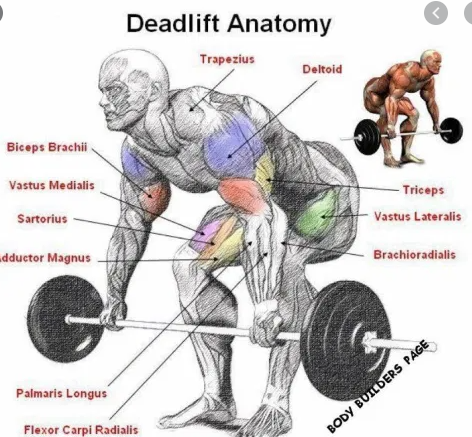 Deadlift Anatomy
Trapezius
Deltoid
Biceps Brachii
Vastus Medialis
Sartorius
Adductor Magnus
Triceps
Vastus Lateralis
Brachioradialis
Palmaris Longus
Flexor Carpi Radialis
BODY BUILDERS PAGE